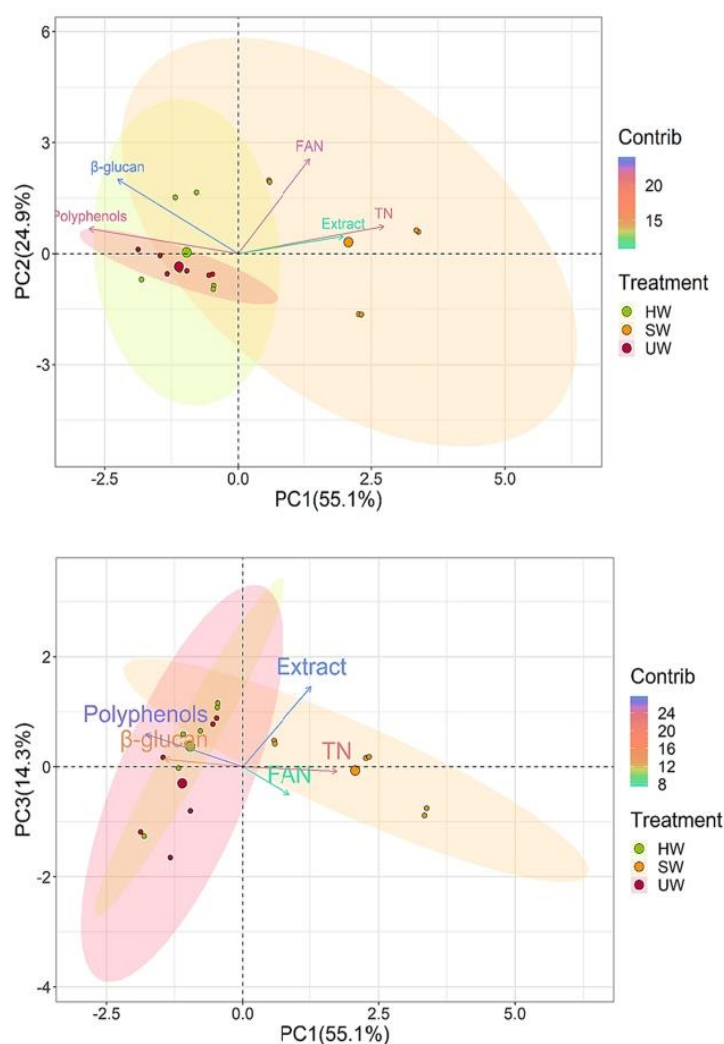 6
3
0
-3
PC2(24.9%)
FAN
β-glucan
Polyphenols
TN
Extract
-2.5
0.0
2.5
5.0
PC1(55.1%)
Contrib
20
15
Treatment
HW
SW
UW
2
0
-2
-4
PC3(14.3%)
Extract
Polyphenols
β-glucan
TN
FAN
-2.5
0.0
2.5
5.0
PC1(55.1%)
Contrib
24
20
16
12
8
Treatment
HW
SW
UW